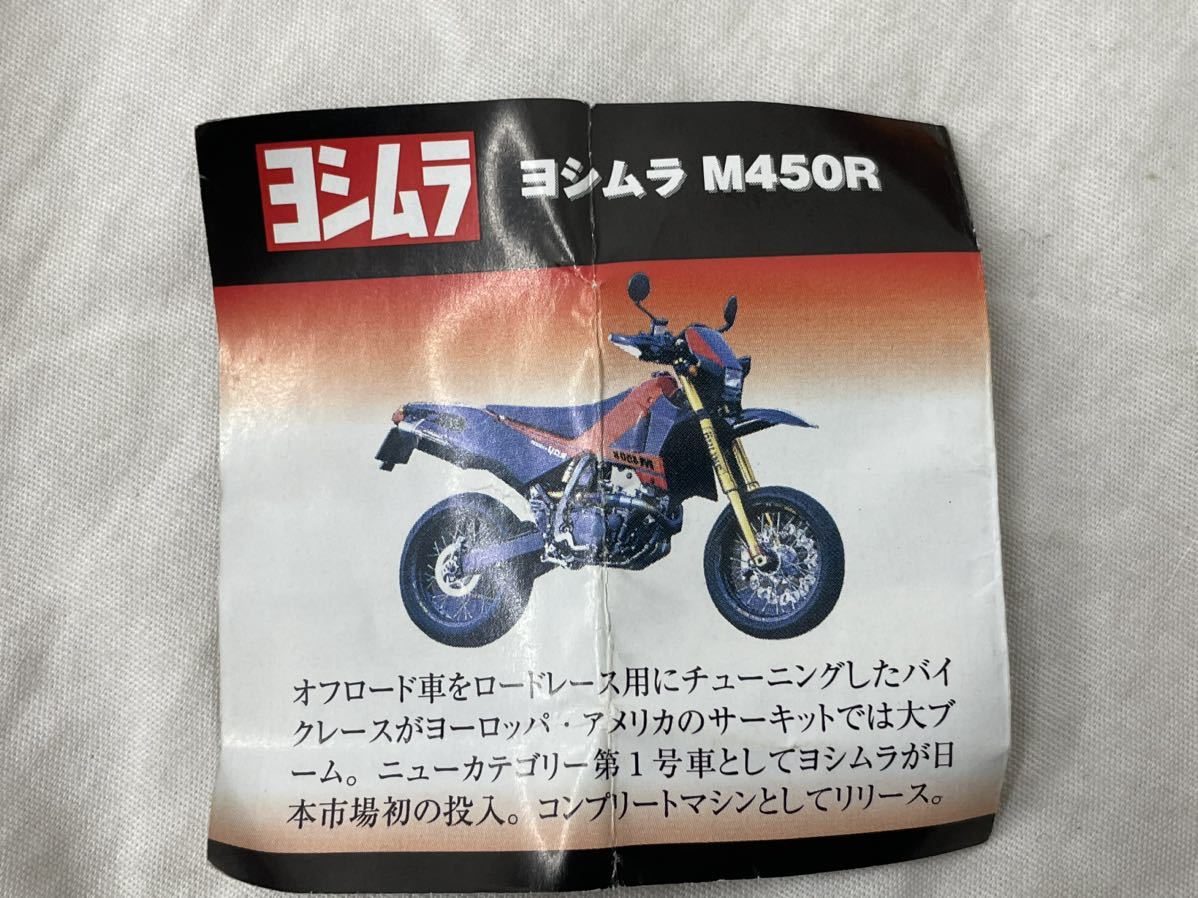 ヨシムラ
ヨシムラ M450R
M450R
オフロード車をロードレース用にチューニングしたバイ
クレースがヨーロッパ・アメリカのサーキットでは大ブ
ーム。ニューカテゴリー第1号車としてヨシムラが日
本市場初の投入。コンプリートマシンとしてリリース。